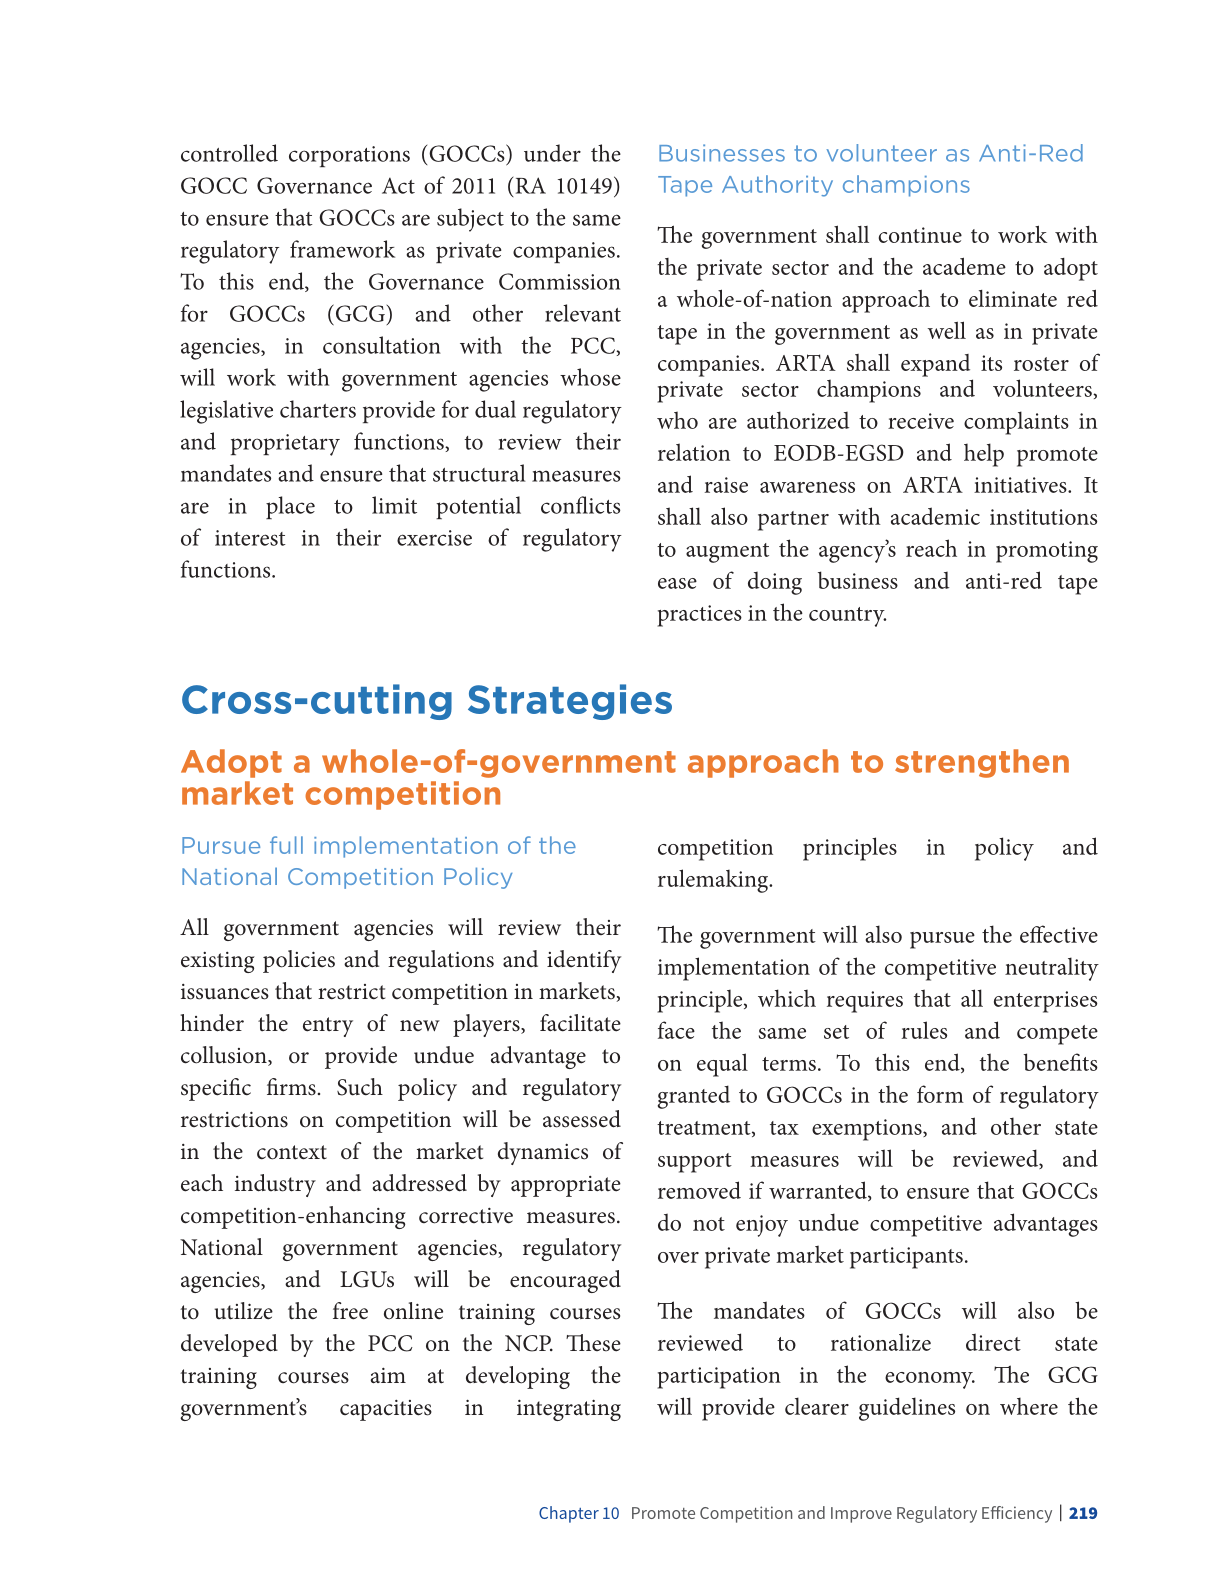 controlled corporations (GOCCs) under the
GOCC Governance Act of 2011 (RA 10149)
to ensure that GOCCs are subject to the same
regulatory framework as private companies.
To this end, the Governance Commission
for GOCCs (GCG) and other relevant
agencies, in consultation with the PCC,
will work with government agencies whose
legislative charters provide for dual regulatory
and proprietary functions, to review their
mandates and ensure that structural measures
are in place to limit potential conflicts
of interest in their exercise of regulatory
functions.
Businesses to volunteer as Anti-Red
Tape Authority champions
The government shall continue to work with
the private sector and the academe to adopt
a whole-of-nation approach to eliminate red
tape in the government as well as in private
companies. ARTA shall expand its roster of
private sector champions and volunteers,
who are authorized to receive complaints in
relation to EODB-EGSD and help promote
and raise awareness on ARTA initiatives. It
shall also partner with academic institutions
to augment the agency’s reach in promoting
ease of doing business and anti-red tape
practices in the country.
Cross-cutting Strategies
Adopt a whole-of-government approach to strengthen
market competition
Pursue full implementation of the
National Competition Policy
All government agencies will review their
existing policies and regulations and identify
issuances that restrict competition in markets,
hinder the entry of new players, facilitate
collusion, or provide undue advantage to
specific firms. Such policy and regulatory
restrictions on competition will be assessed
in the context of the market dynamics of
each industry and addressed by appropriate
competition-enhancing corrective measures.
National government agencies, regulatory
agencies, and LGUs will be encouraged
to utilize the free online training courses
developed by the PCC on the NCP. These
training courses aim at developing the
government’s capacities in integrating
competition principles in policy and
rulemaking.
The government will also pursue the effective
implementation of the competitive neutrality
principle, which requires that all enterprises
face the same set of rules and compete
on equal terms. To this end, the benefits
granted to GOCCs in the form of regulatory
treatment, tax exemptions, and other state
support measures will be reviewed, and
removed if warranted, to ensure that GOCCs
do not enjoy undue competitive advantages
over private market participants.
The mandates of GOCCs will also be
reviewed to rationalize direct state
participation in the economy. The GCG
will provide clearer guidelines on where the
Chapter 10 Promote Competition and Improve Regulatory Efficiency | 219